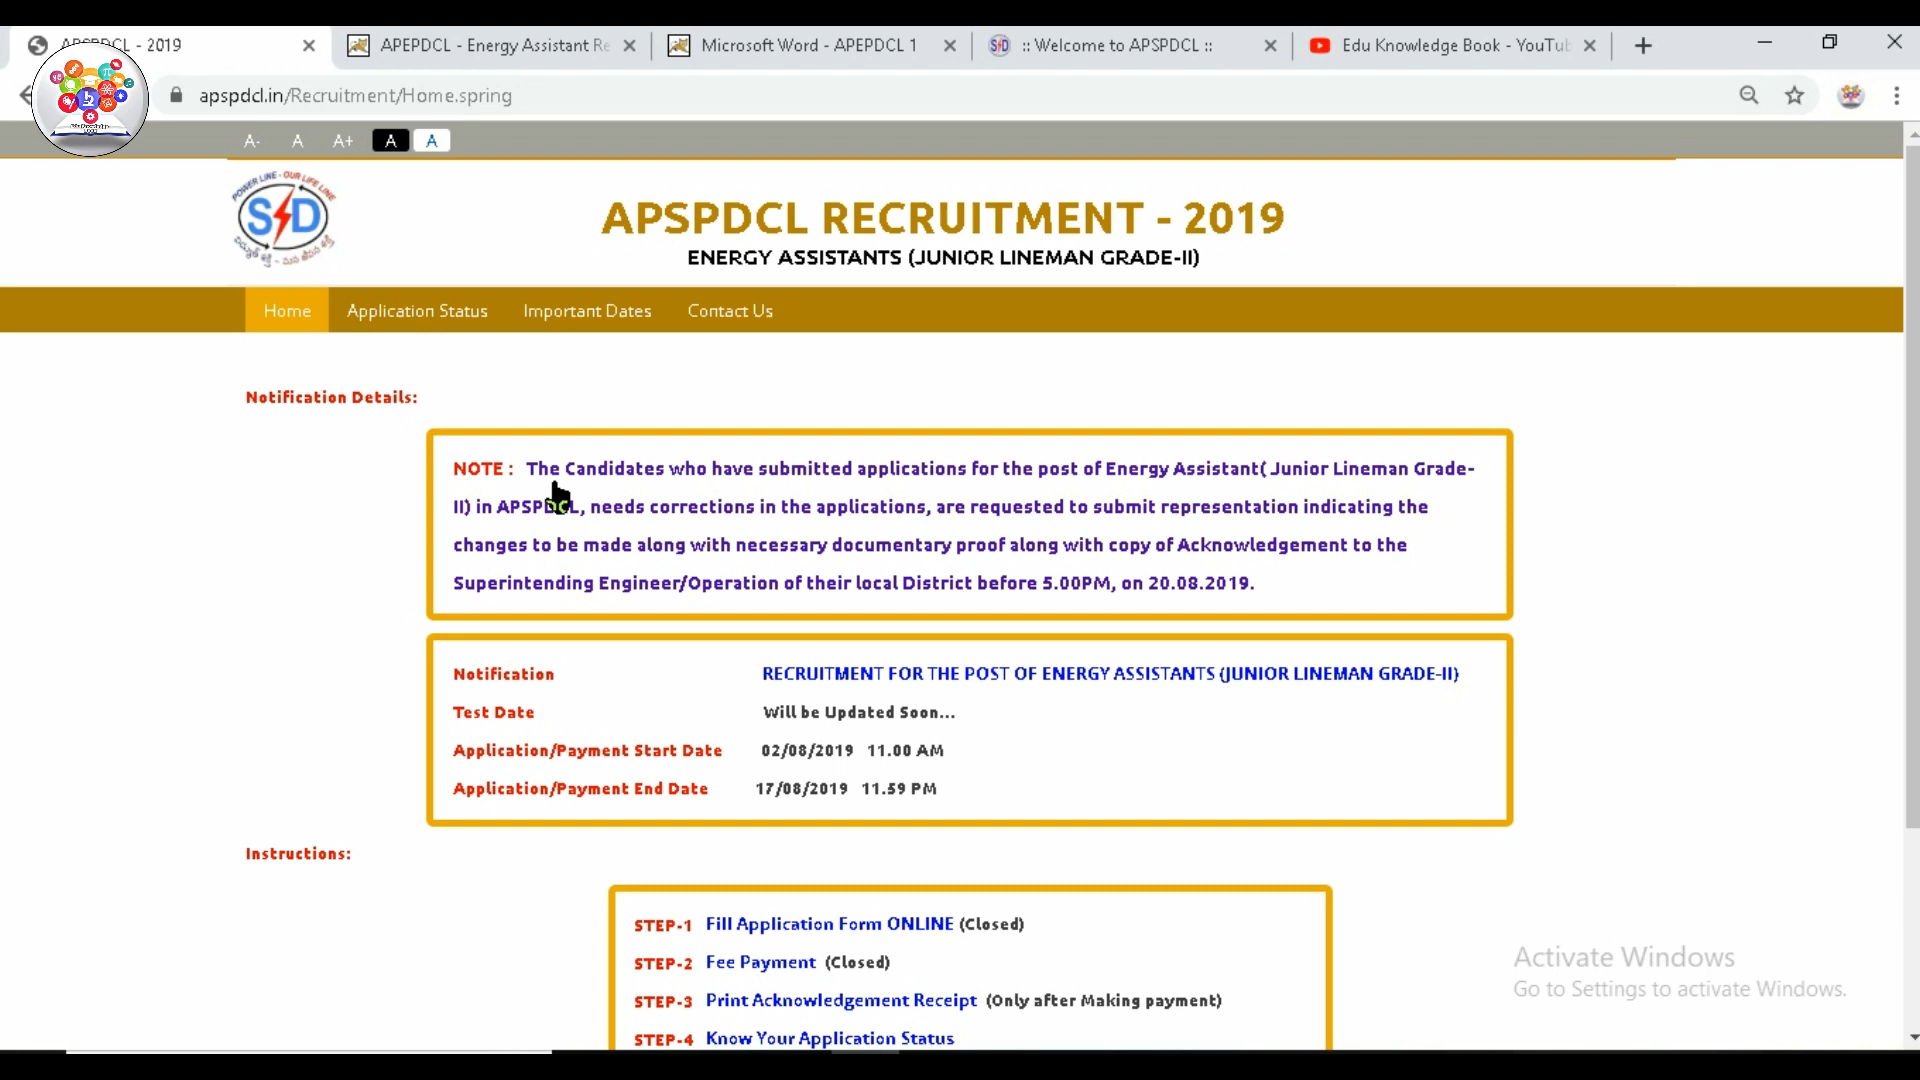 APSPDCL - 2019
APEPDCL - Energy Assistant Re
Microsoft Word - APEPDCL 1
:: Welcome to APSPDCL ::
Edu Knowledge Book - YouTub
apspdcl.in/Recruitment/Home.spring
A- A A+ A A
POWER LINE - OUR LIFE LINE
SD
APSPDCL RECRUITMENT - 2019
ENERGY ASSISTANTS (JUNIOR LINEMAN GRADE-II)
Home Application Status Important Dates Contact Us
Notification Details:
NOTE : The Candidates who have submitted applications for the post of Energy Assistant( Junior Lineman Grade-
II) in APSPDCL, needs corrections in the applications, are requested to submit representation indicating the
changes to be made along with necessary documentary proof along with copy of Acknowledgement to the
Superintending Engineer/Operation of their local District before 5.00PM, on 20.08.2019.
Notification RECRUITMENT FOR THE POST OF ENERGY ASSISTANTS (JUNIOR LINEMAN GRADE-II)
Test Date Will be Updated Soon...
Application/Payment Start Date 02/08/2019 11.00 AM
Application/Payment End Date 17/08/2019 11.59 PM
Instructions:
STEP-1 Fill Application Form ONLINE (Closed)
STEP-2 Fee Payment (Closed)
STEP-3 Print Acknowledgement Receipt (Only after Making payment)
STEP-4 Know Your Application Status
Activate Windows
Go to Settings to activate Windows.